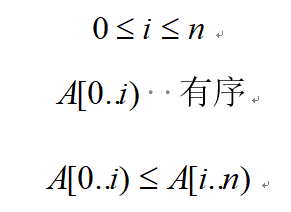 0 ≤ i ≤ n
A[0..i) 有序
A[0..i) ≤ A[i..n)